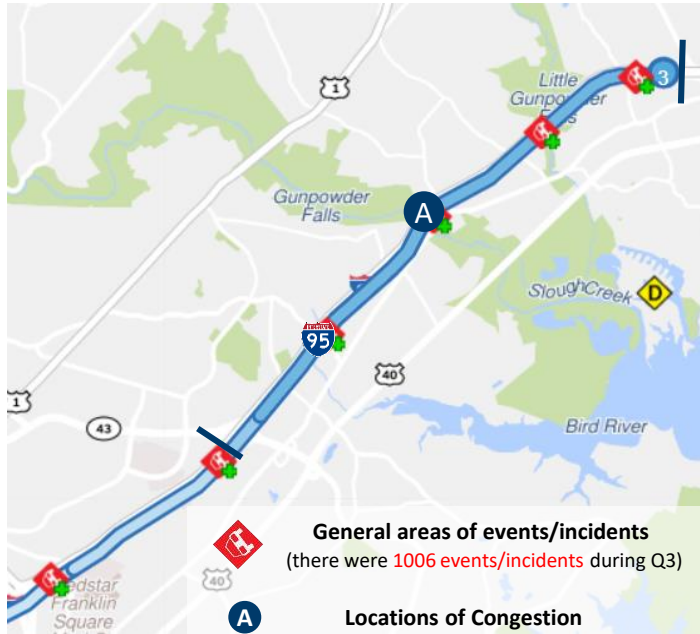 3
1
Little
Gunpowder
Falls
Gunpowder
Falls
A
Slough Creek
D
95
40
1
43
Bird River
General areas of events/incidents
(there were 1006 events/incidents during Q3)
40
Franklin
Square
A
Locations of Congestion